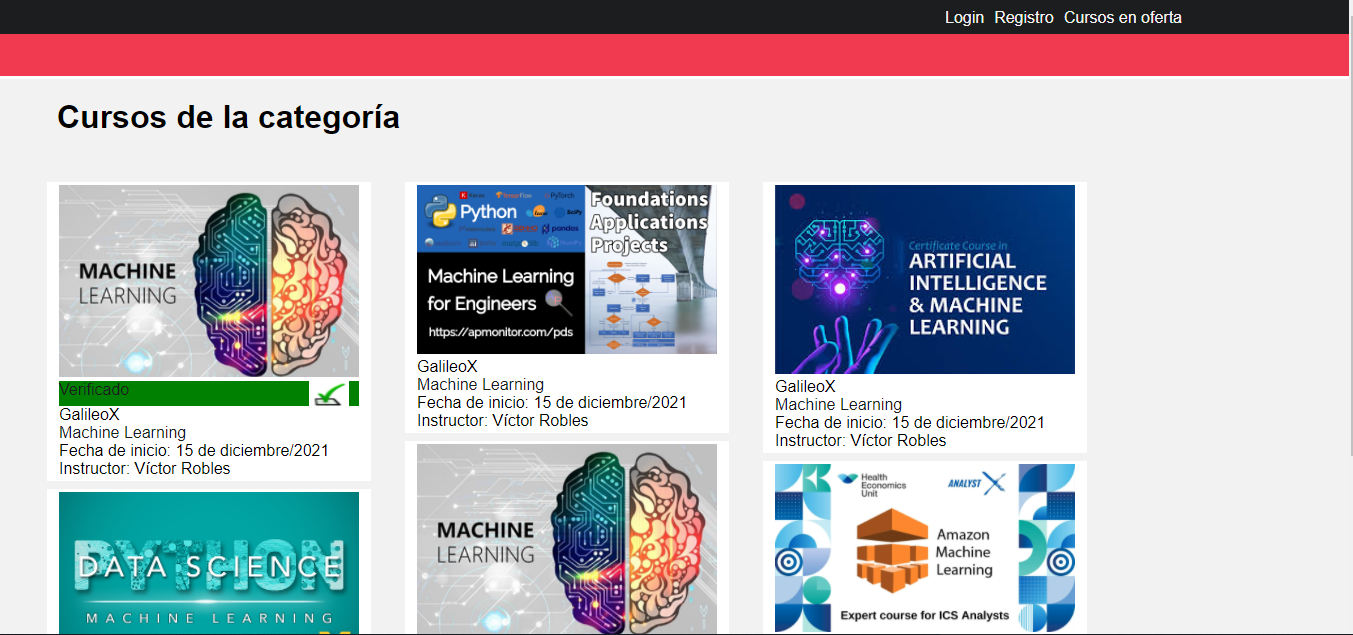 Login Registro Cursos en oferta
Cursos de la categoría
MACHINE
LEARNING
Verificado
GalileoX
Machine Learning
Fecha de inicio: 15 de diciembre/2021
Instructor: Víctor Robles
PYTHON
DATA SCIENCE
MACHINE LEARNING
Python
PyTorch
SciPy
pandas
Foundations
Applications
Projects
Machine Learning
for Engineers
https://apmonitor.com/pds
GalileoX
Machine Learning
Fecha de inicio: 15 de diciembre/2021
Instructor: Víctor Robles
MACHINE
LEARNING
Certificate Course in
ARTIFICIAL
INTELLIGENCE
& MACHINE
LEARNING
GalileoX
Machine Learning
Fecha de inicio: 15 de diciembre/2021
Instructor: Víctor Robles
Health
Economics
Unit
ANALYST X
Amazon
Machine
Learning
Expert course for ICS Analysts